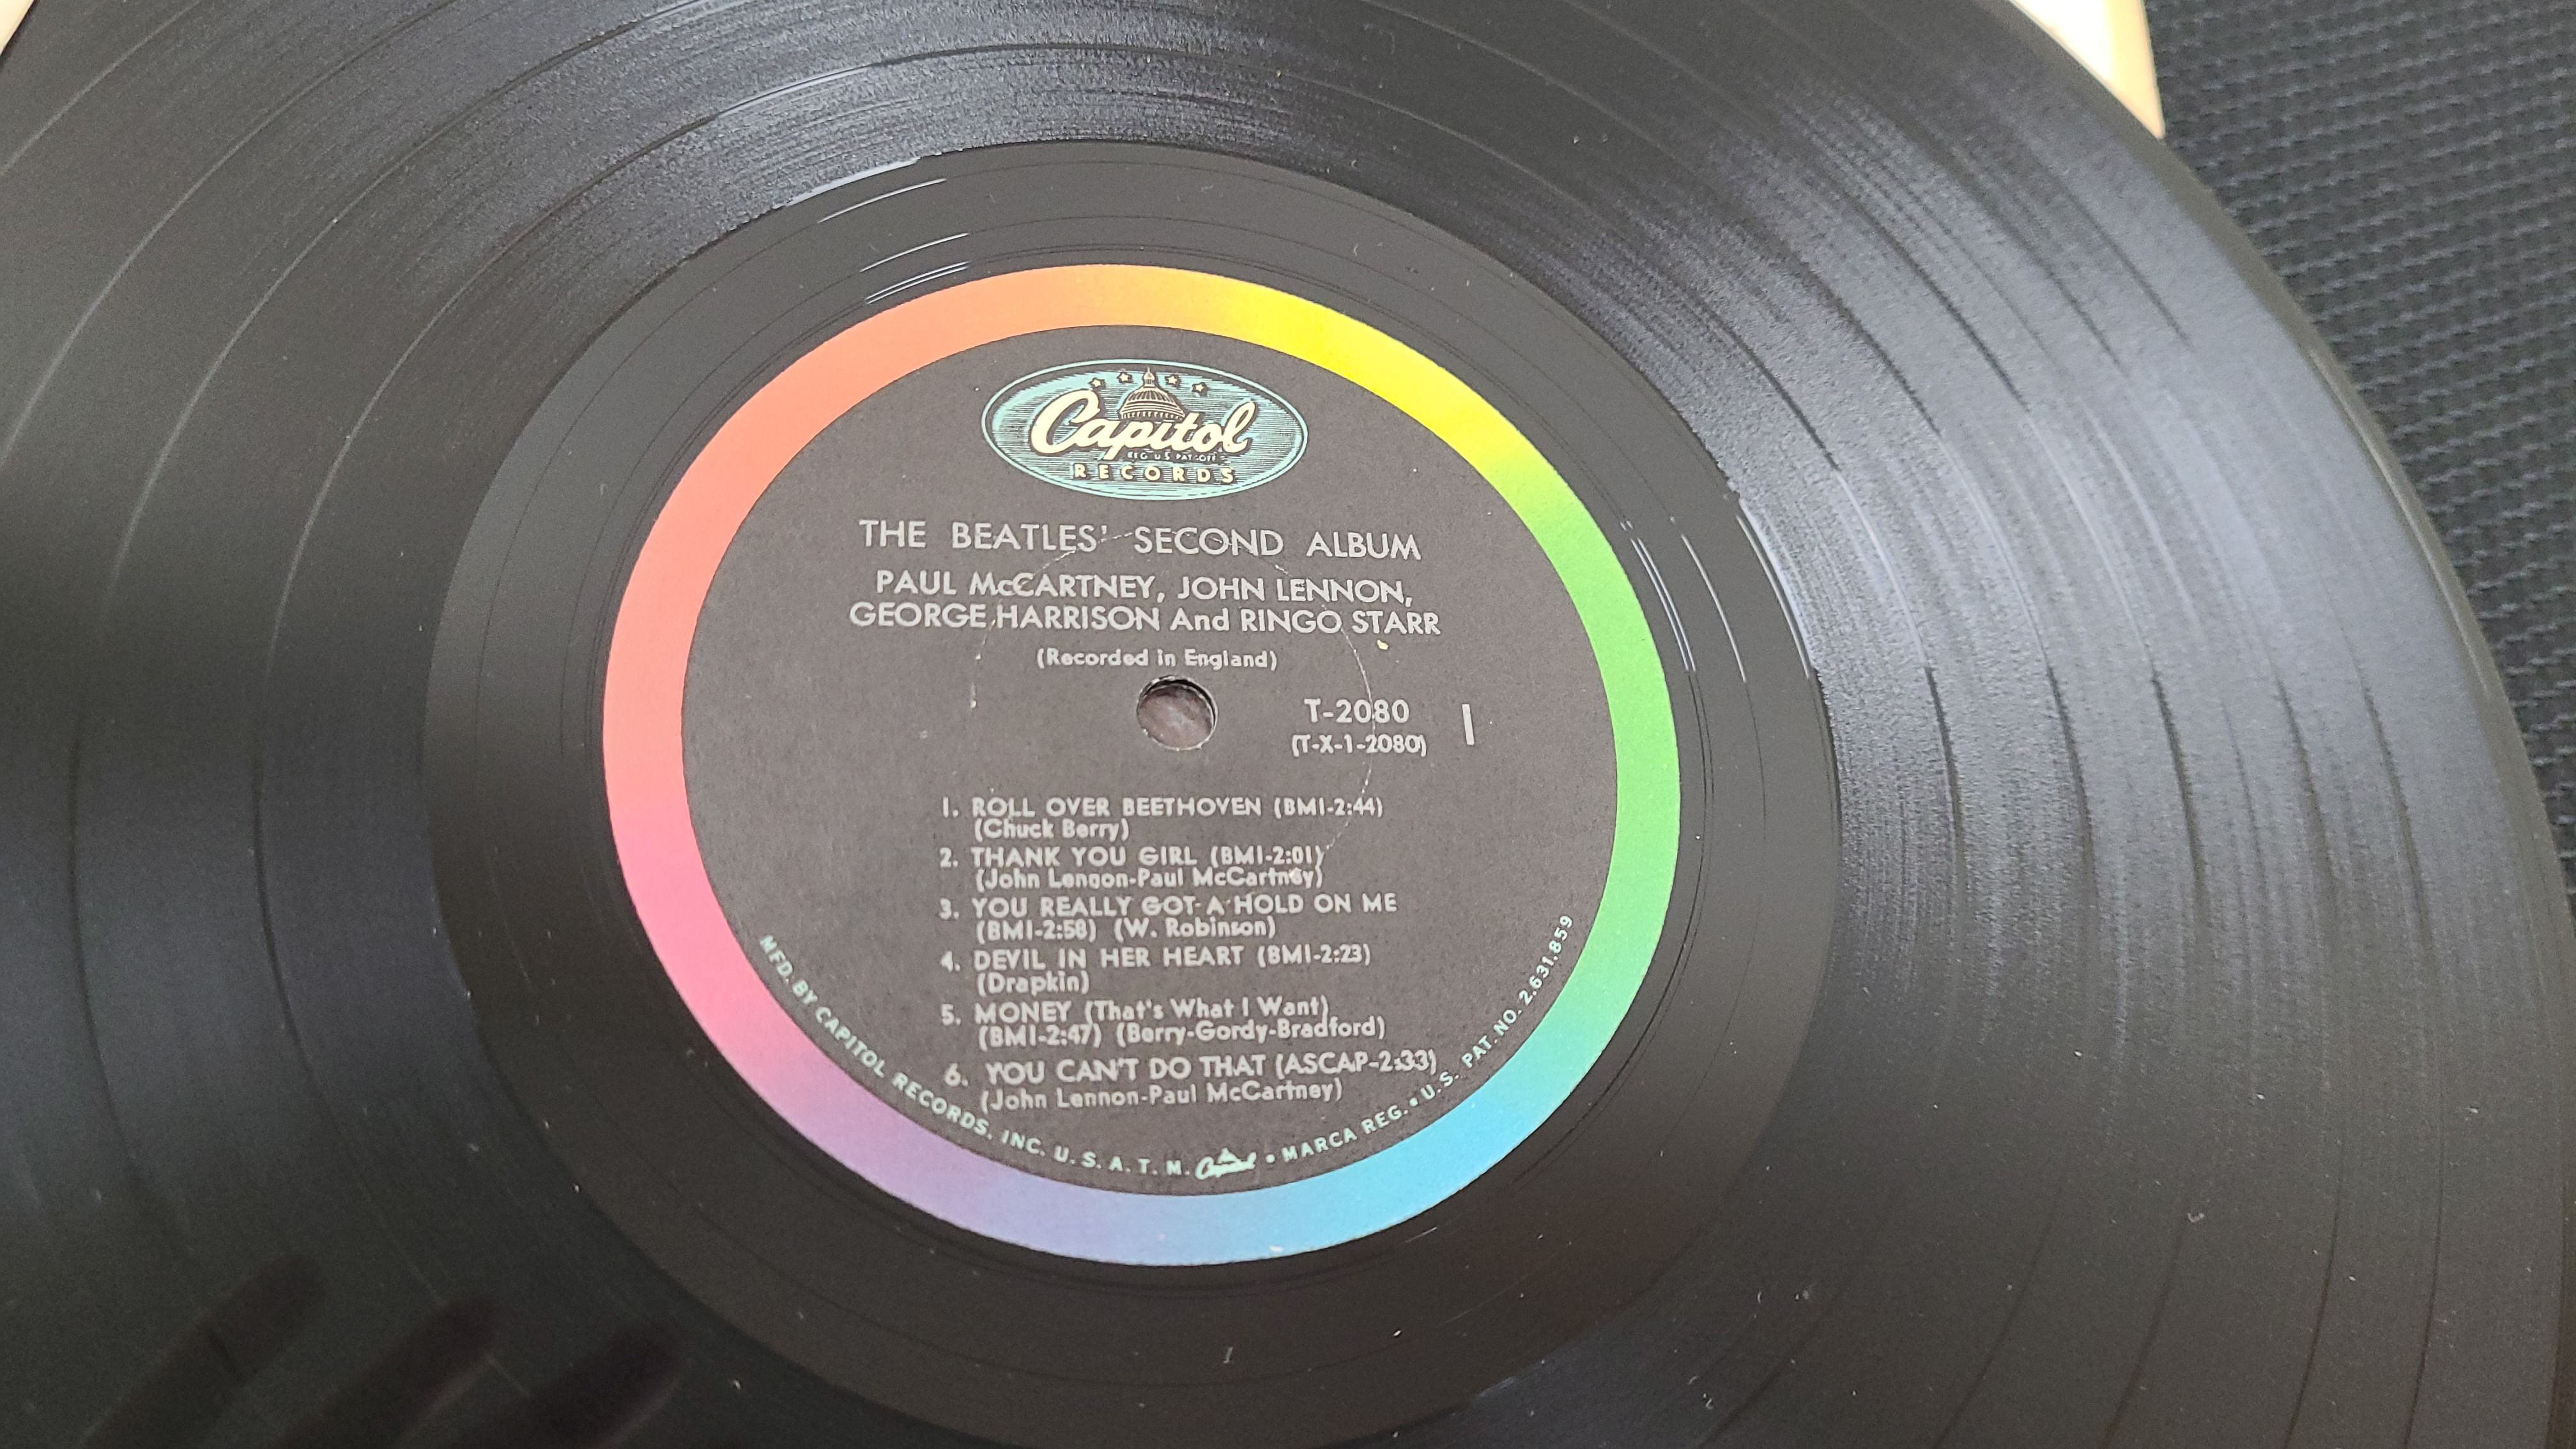 Capitol
REG. U.S. PAT. OFF.
RECORDS
THE BEATLES' SECOND ALBUM
PAUL McCARTNEY, JOHN LENNON,
GEORGE HARRISON And RINGO STARR
(Recorded in England)
T-2080
(T-X-1-2080)
1
1. ROLL OVER BEETHOVEN (BMI-2:44)
(Chuck Berry)
2. THANK YOU GIRL (BMI-2:01)
(John Lennon-Paul McCartney)
3. YOU REALLY GOT A HOLD ON ME
(BMI-2:58) (W. Robinson)
4. DEVIL IN HER HEART (BMI-2:23)
(Drapkin)
5. MONEY (That's What I Want)
(BMI-2:47) (Berry-Gordy-Bradford)
6. YOU CAN'T DO THAT (ASCAP-2:33)
(John Lennon-Paul McCartney)
MFD. BY CAPITOL RECORDS, INC. U.S.A. T.M. Capitol • MARCA REG. • U.S. PAT. NO. 2,631,859